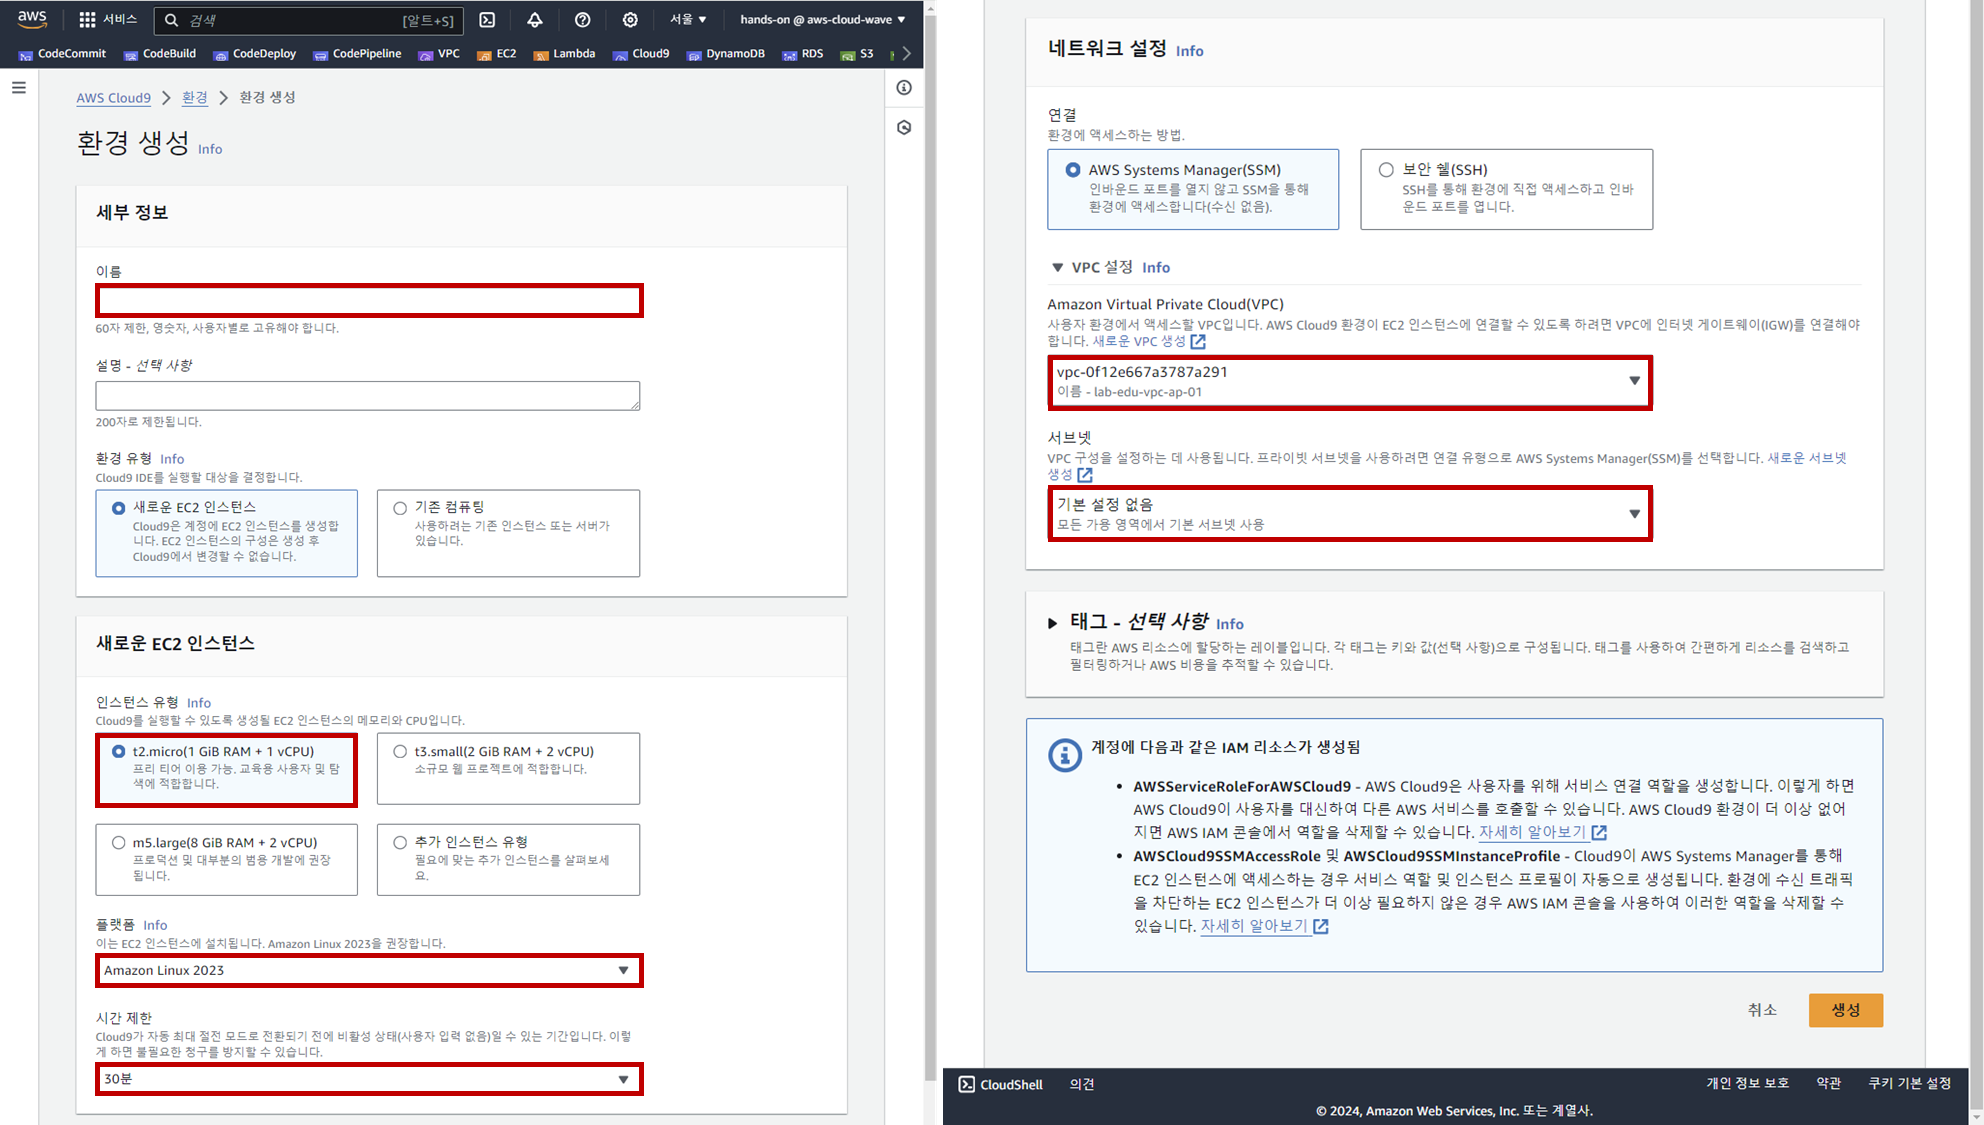 aws
서비스
검색
[알트+S]
서울 ▼
hands-on @ aws-cloud-wave ▼
CodeCommit
CodeBuild
CodeDeploy
CodePipeline
VPC
EC2
Lambda
Cloud9
DynamoDB
RDS
S3
AWS Cloud9 > 환경 > 환경 생성
환경 생성 Info
세부 정보
이름
60자 제한, 영숫자, 사용자별로 고유해야 합니다.
설명 - 선택 사항
200자로 제한됩니다.
환경 유형 Info
Cloud9 IDE를 실행할 대상을 결정합니다.
새로운 EC2 인스턴스
Cloud9은 계정에 EC2 인스턴스를 생성합
니다. EC2 인스턴스의 구성은 생성 후
Cloud9에서 변경할 수 없습니다.
기존 컴퓨팅
사용하려는 기존 인스턴스 또는 서버가
있습니다.
새로운 EC2 인스턴스
인스턴스 유형 Info
Cloud9를 실행할 수 있도록 생성될 EC2 인스턴스의 메모리와 CPU입니다.
t2.micro(1 GiB RAM + 1 vCPU)
프리 티어 이용 가능. 교육용 사용자 및 탐
색에 적합합니다.
t3.small(2 GiB RAM + 2 vCPU)
소규모 웹 프로젝트에 적합합니다.
m5.large(8 GiB RAM + 2 vCPU)
프로덕션 및 대부분의 범용 개발에 권장
됩니다.
추가 인스턴스 유형
필요에 맞는 추가 인스턴스를 살펴보세
요.
플랫폼 Info
이는 EC2 인스턴스에 설치됩니다. Amazon Linux 2023을 권장합니다.
Amazon Linux 2023
시간 제한
Cloud9가 자동 최대 절전 모드로 전환되기 전에 비활성 상태(사용자 입력 없음)일 수 있는 기간입니다. 이렇
게 하면 불필요한 청구를 방지할 수 있습니다.
30분
네트워크 설정 Info
연결
환경에 액세스하는 방법.
AWS Systems Manager(SSM)
인바운드 포트를 열지 않고 SSM을 통해
환경에 액세스합니다(수신 없음).
보안 쉘(SSH)
SSH를 통해 환경에 직접 액세스하고 인바
운드 포트를 엽니다.
▼ VPC 설정 Info
Amazon Virtual Private Cloud(VPC)
사용자 환경에서 액세스할 VPC입니다. AWS Cloud9 환경이 EC2 인스턴스에 연결할 수 있도록 하려면 VPC에 인터넷 게이트웨이(IGW)를 연결해야
합니다. 새로운 VPC 생성
vpc-0f12e667a3787a291
이름 - lab-edu-vpc-ap-01
서브넷
VPC 구성을 설정하는 데 사용됩니다. 프라이빗 서브넷을 사용하려면 연결 유형으로 AWS Systems Manager(SSM)를 선택합니다. 새로운 서브넷
생성
기본 설정 없음
모든 가용 영역에서 기본 서브넷 사용
태그 - 선택 사항 Info
태그란 AWS 리소스에 할당하는 레이블입니다. 각 태그는 키와 값(선택 사항)으로 구성됩니다. 태그를 사용하여 간편하게 리소스를 검색하고
필터링하거나 AWS 비용을 추적할 수 있습니다.
계정에 다음과 같은 IAM 리소스가 생성됨
• AWSServiceRoleForAWSCloud9 - AWS Cloud9은 사용자를 위해 서비스 연결 역할을 생성합니다. 이렇게 하면
AWS Cloud9이 사용자를 대신하여 다른 AWS 서비스를 호출할 수 있습니다. AWS Cloud9 환경이 더 이상 없어
지면 AWS IAM 콘솔에서 역할을 삭제할 수 있습니다. 자세히 알아보기
• AWSCloud9SSMAccessRole 및 AWSCloud9SSMInstanceProfile - Cloud9이 AWS Systems Manager를 통해
EC2 인스턴스에 액세스하는 경우 서비스 역할 및 인스턴스 프로필이 자동으로 생성됩니다. 환경에 수신 트래픽
을 차단하는 EC2 인스턴스가 더 이상 필요하지 않은 경우 AWS IAM 콘솔을 사용하여 이러한 역할을 삭제할 수
있습니다. 자세히 알아보기
취소
생성
CloudShell
의견
개인 정보 보호
약관
쿠키 기본 설정
© 2024, Amazon Web Services, Inc. 또는 계열사.